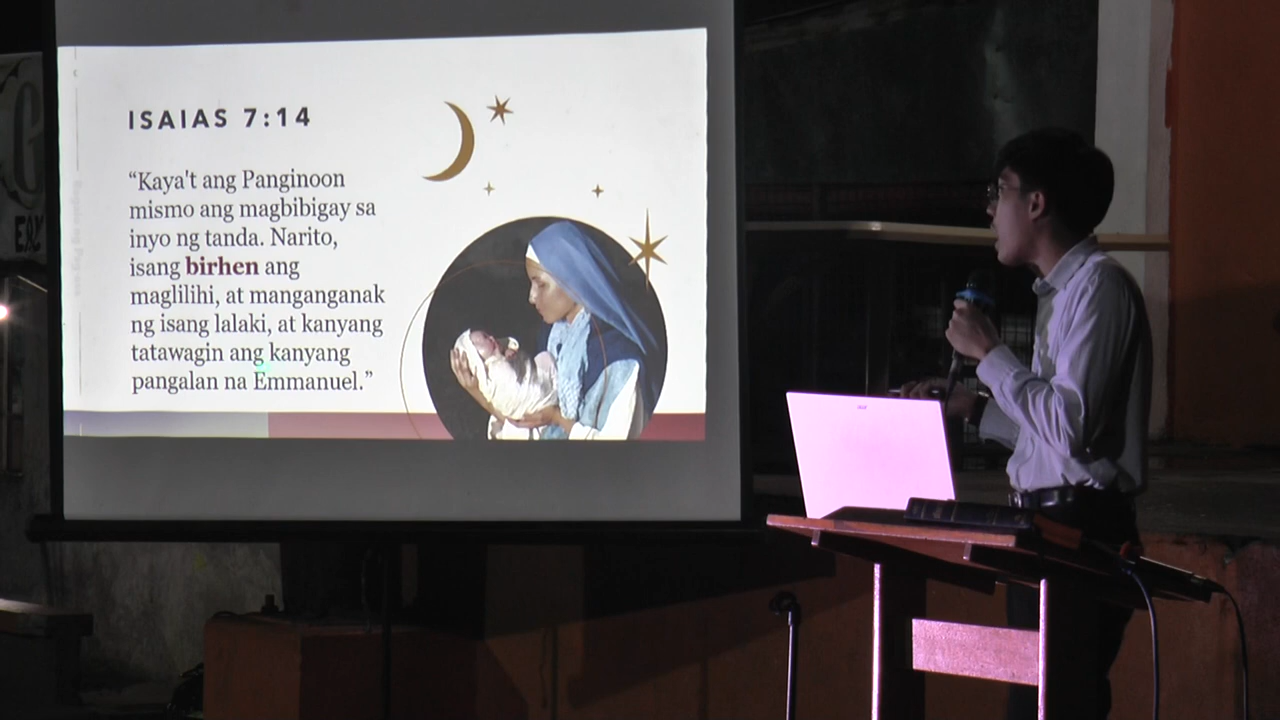 ISAIAS 7:14
“Kaya't ang Panginoon
mismo ang magbibigay sa
inyo ng tanda. Narito,
isang birhen ang
maglilihi, at manganganak
ng isang lalaki, at kanyang
tatawagin ang kanyang
pangalan na Emmanuel.”